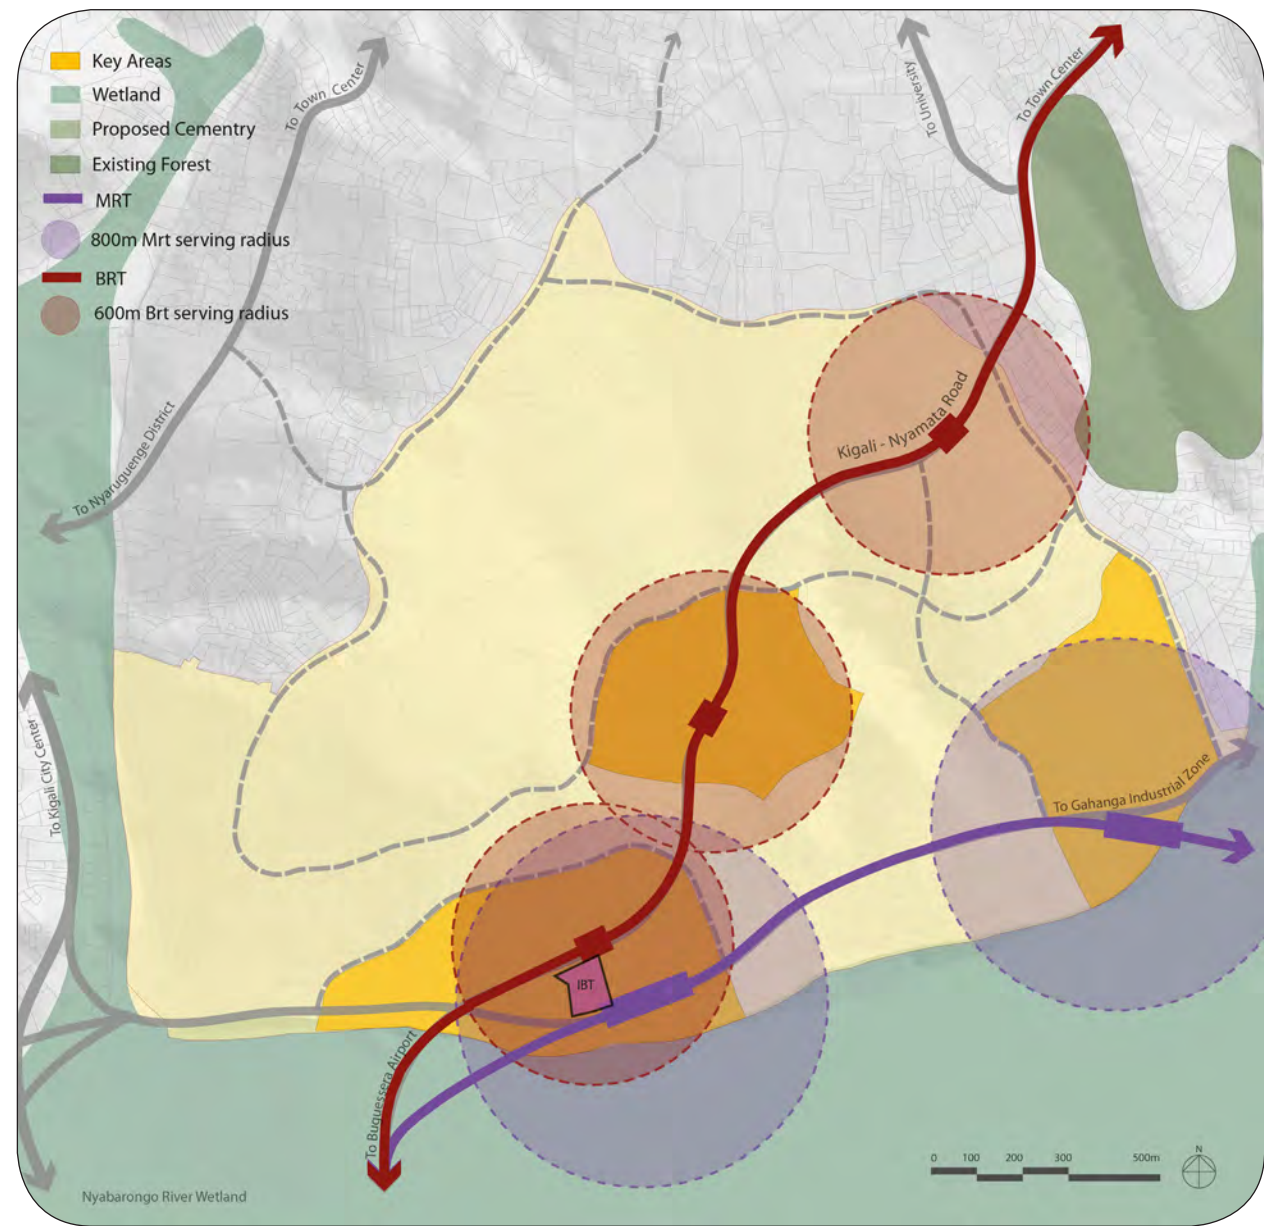 Key Areas
Wetland
Proposed Cementry
Existing Forest
MRT
800m Mrt serving radius
BRT
600m Brt serving radius
To Town Center
To University
To Town Center
Kigali - Nyamata Road
To Nyaruguenge District
To Kigali City Center
To Gahanga Industrial Zone
IBT
To Buquessera Airport
0 100 200 300 500m
N
Nyabarongo River Wetland